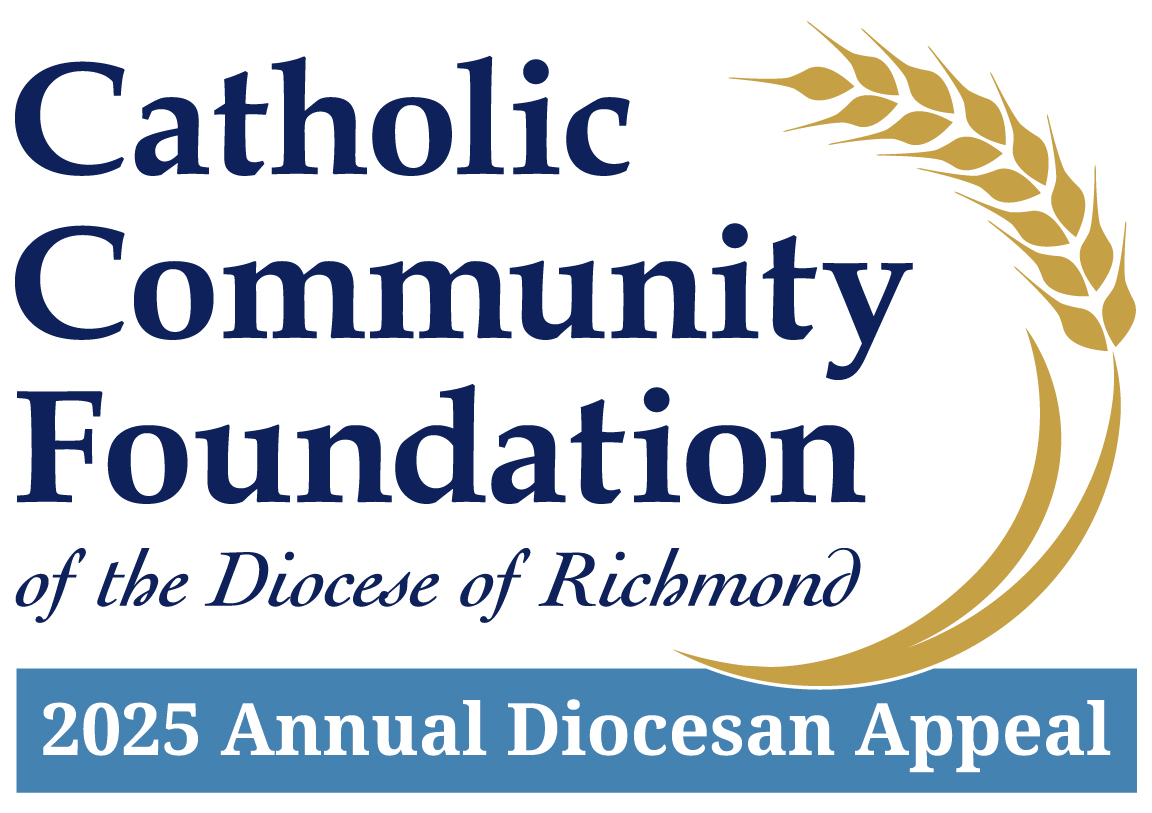 Catholic
Community
Foundation
of the Diocese of Richmond
2025 Annual Diocesan Appeal